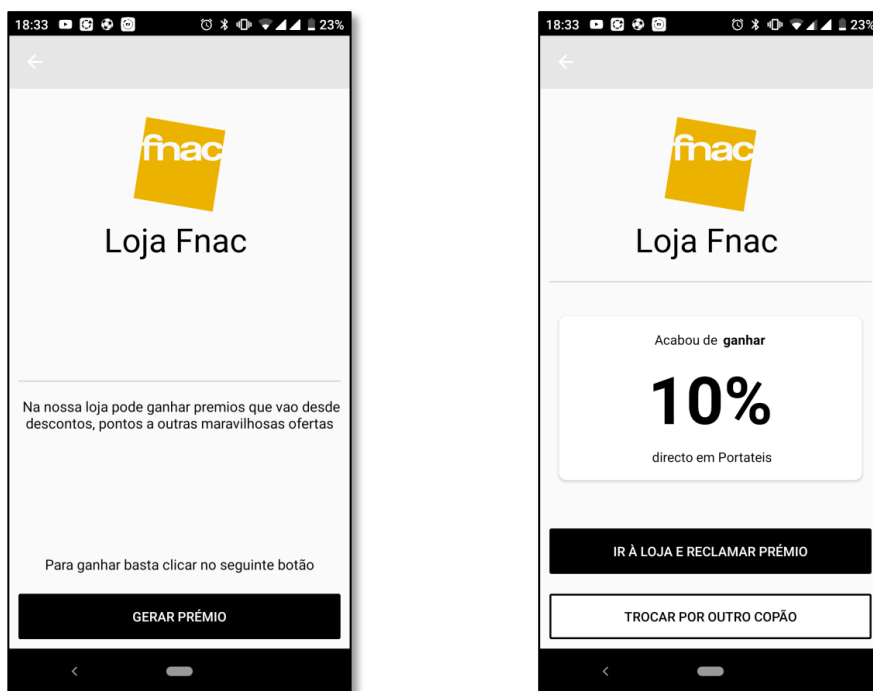 18:33
23%
fnac
Loja Fnac
Na nossa loja pode ganhar premios que vao desde
descontos, pontos a outras maravilhosas ofertas
Para ganhar basta clicar no seguinte botão
GERAR PRÉMIO
18:33
23%
fnac
Loja Fnac
Acabou de ganhar
10%
directo em Portateis
IR À LOJA E RECLAMAR PRÉMIO
TROCAR POR OUTRO COPÃO